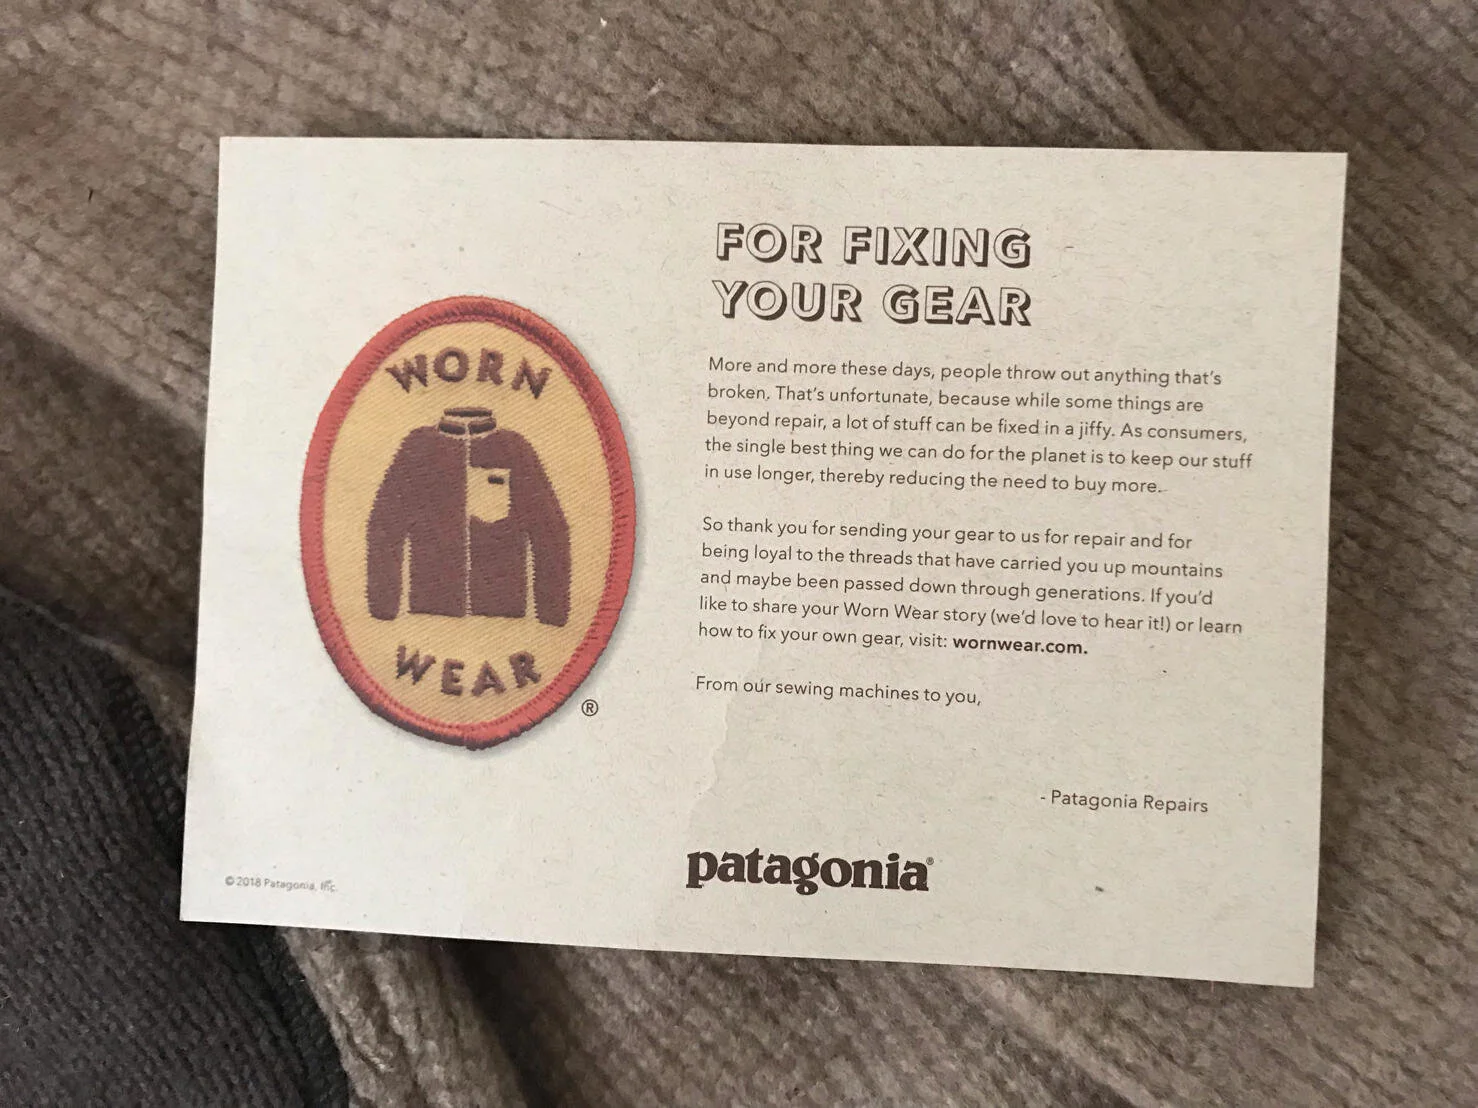 WORN
WEAR
®
FOR FIXING
YOUR GEAR
More and more these days, people throw out anything that's
broken. That's unfortunate, because while some things are
beyond repair, a lot of stuff can be fixed in a jiffy. As consumers,
the single best thing we can do for the planet is to keep our stuff
in use longer, thereby reducing the need to buy more.
So thank you for sending your gear to us for repair and for
being loyal to the threads that have carried you up mountains
and maybe been passed down through generations. If you'd
like to share your Worn Wear story (we'd love to hear it!) or learn
how to fix your own gear, visit: wornwear.com.
From our sewing machines to you,
- Patagonia Repairs
patagonia®
© 2018 Patagonia, Inc.